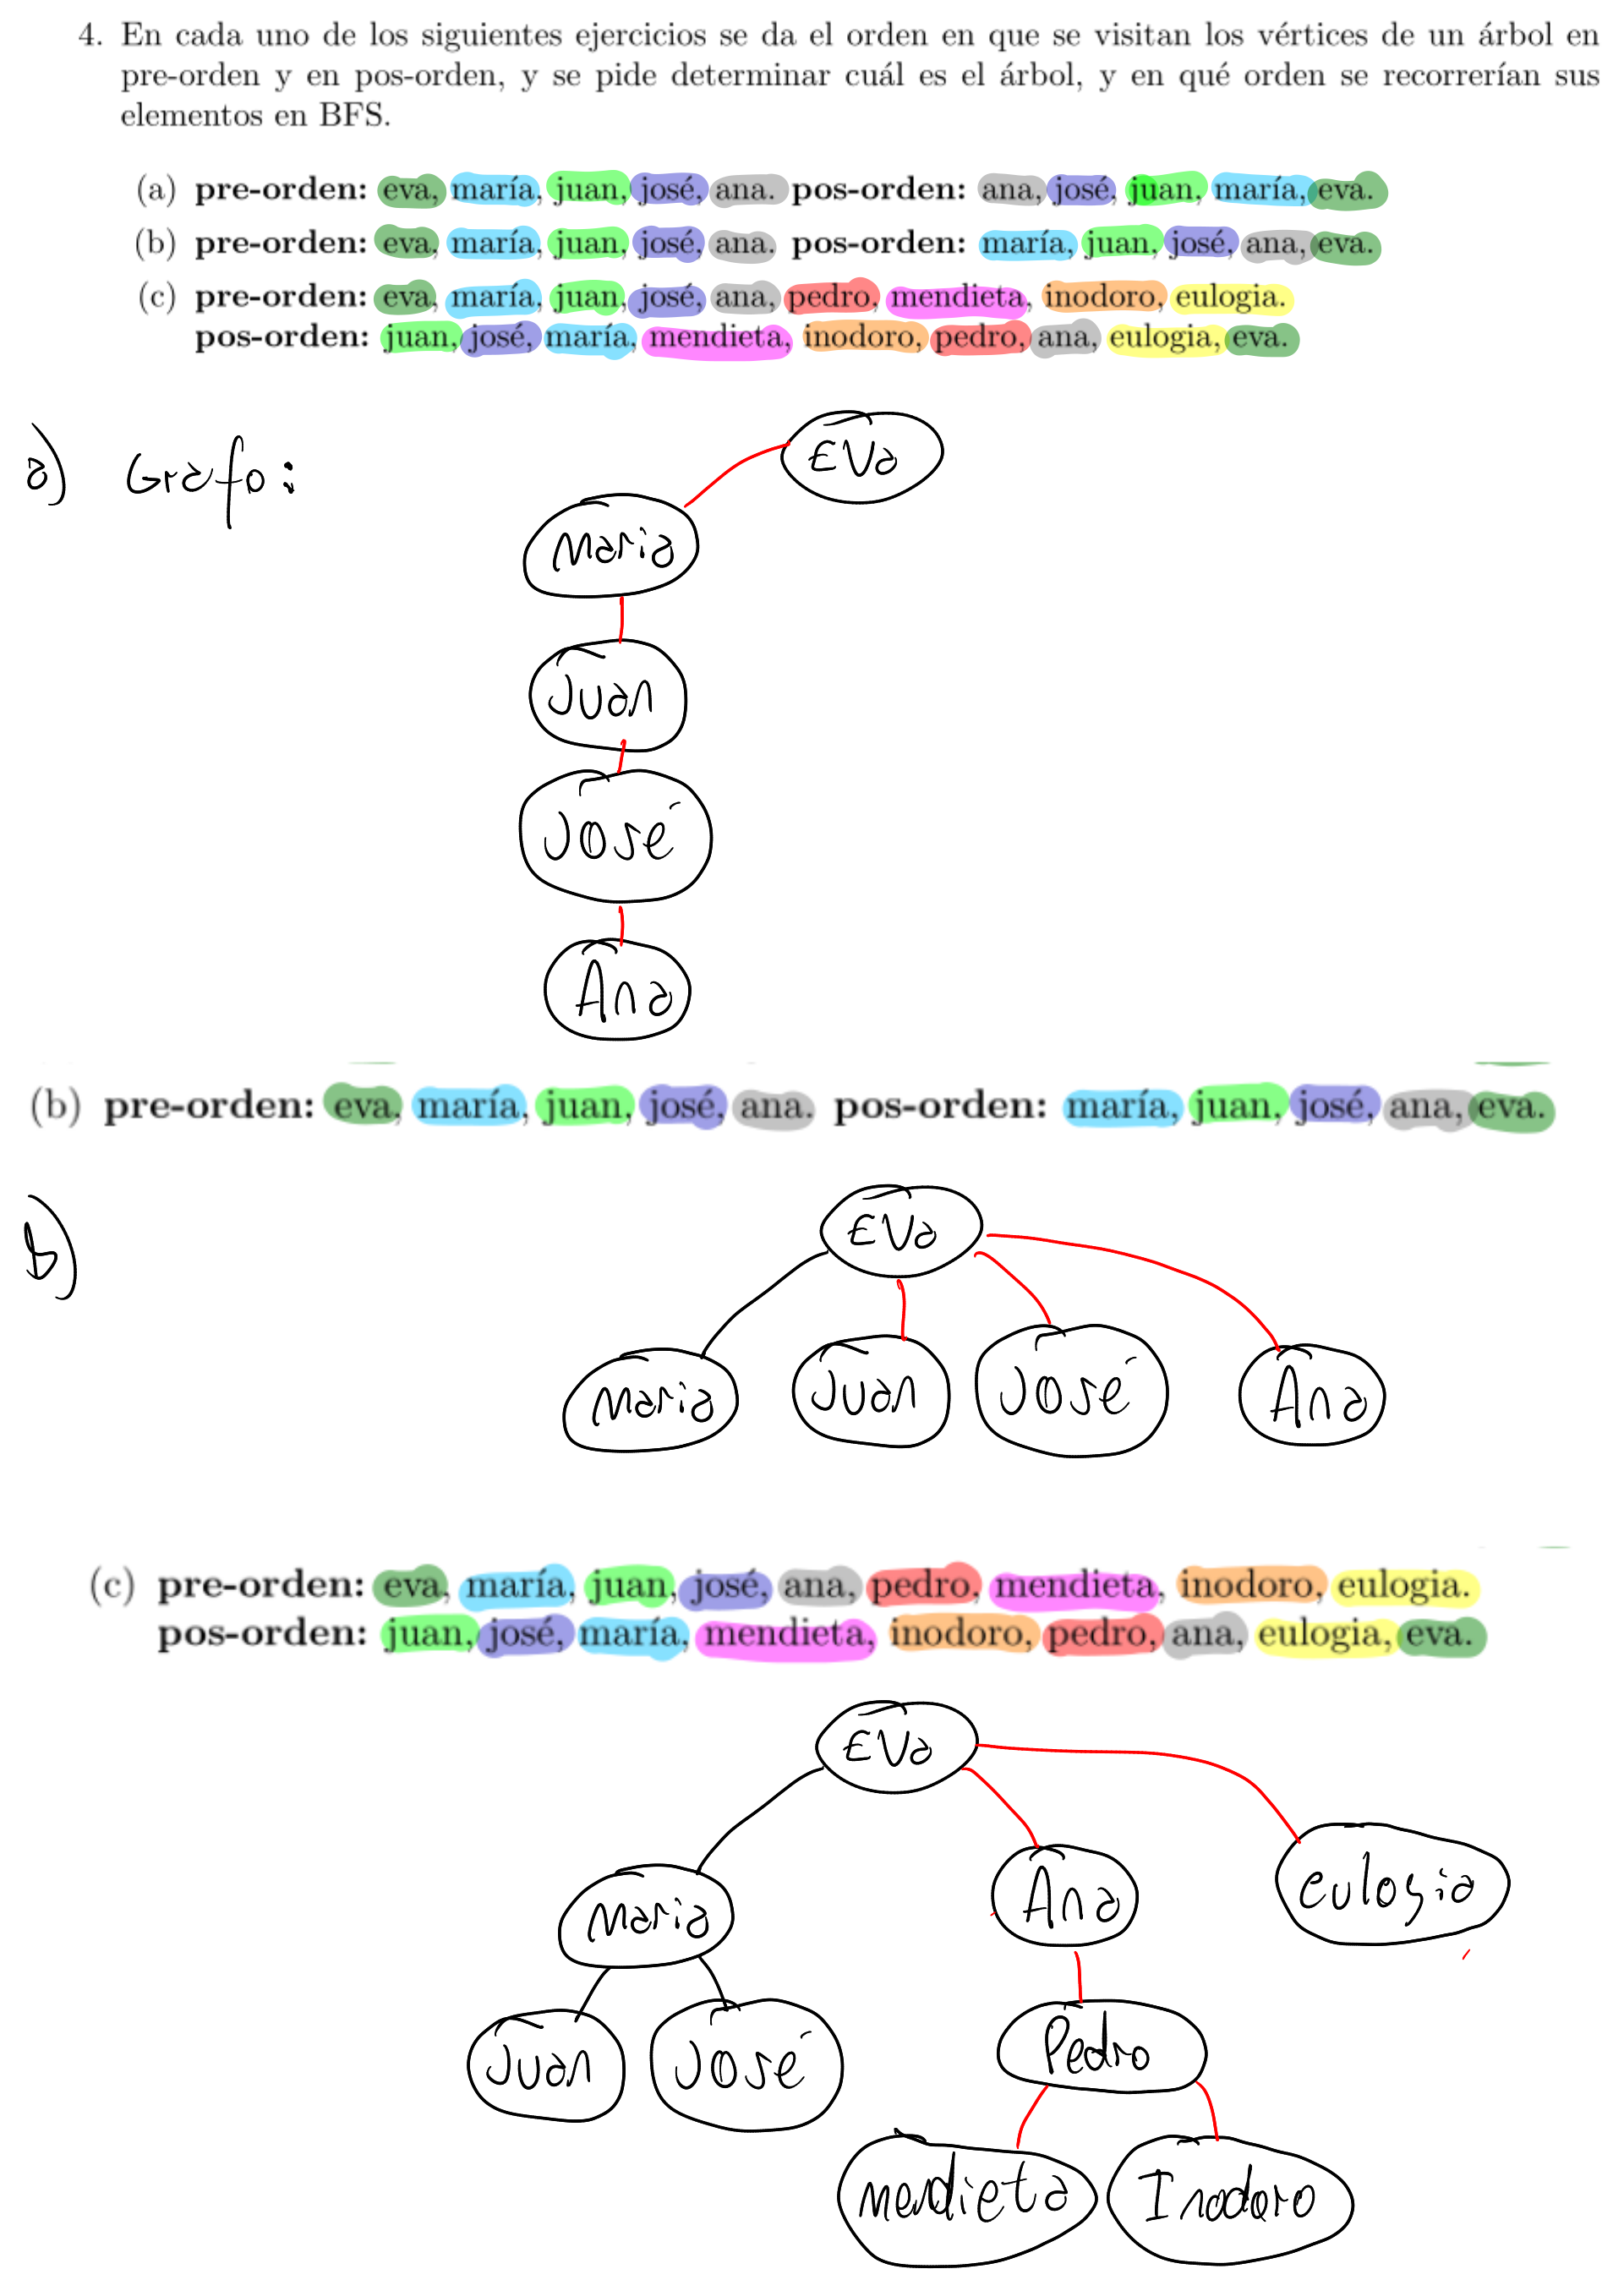 4. En cada uno de los siguientes ejercicios se da el orden en que se visitan los vértices de un árbol en
pre-orden y en pos-orden, y se pide determinar cuál es el árbol, y en qué orden se recorrerían sus
elementos en BFS.
(a) pre-orden: eva, maría, juan, josé, ana. pos-orden: ana, josé, juan, maría, eva.
(b) pre-orden: eva, maría, juan, josé, ana. pos-orden: maría, juan, josé, ana, eva.
(c) pre-orden: eva, maría, juan, josé, ana, pedro, mendieta, inodoro, eulogia.
pos-orden: juan, josé, maría, mendieta, inodoro, pedro, ana, eulogia, eva.
a) Grafo:
Eva
Maria
Juan
José
Ana
(b) pre-orden: eva, maría, juan, josé, ana. pos-orden: maría, juan, josé, ana, eva.
b)
Eva
Maria Juan José Ana
(c) pre-orden: eva, maría, juan, josé, ana, pedro, mendieta, inodoro, eulogia.
pos-orden: juan, josé, maría, mendieta, inodoro, pedro, ana, eulogia, eva.
Eva
Maria Ana eulogia
Juan José Pedro
mendieta Inodoro